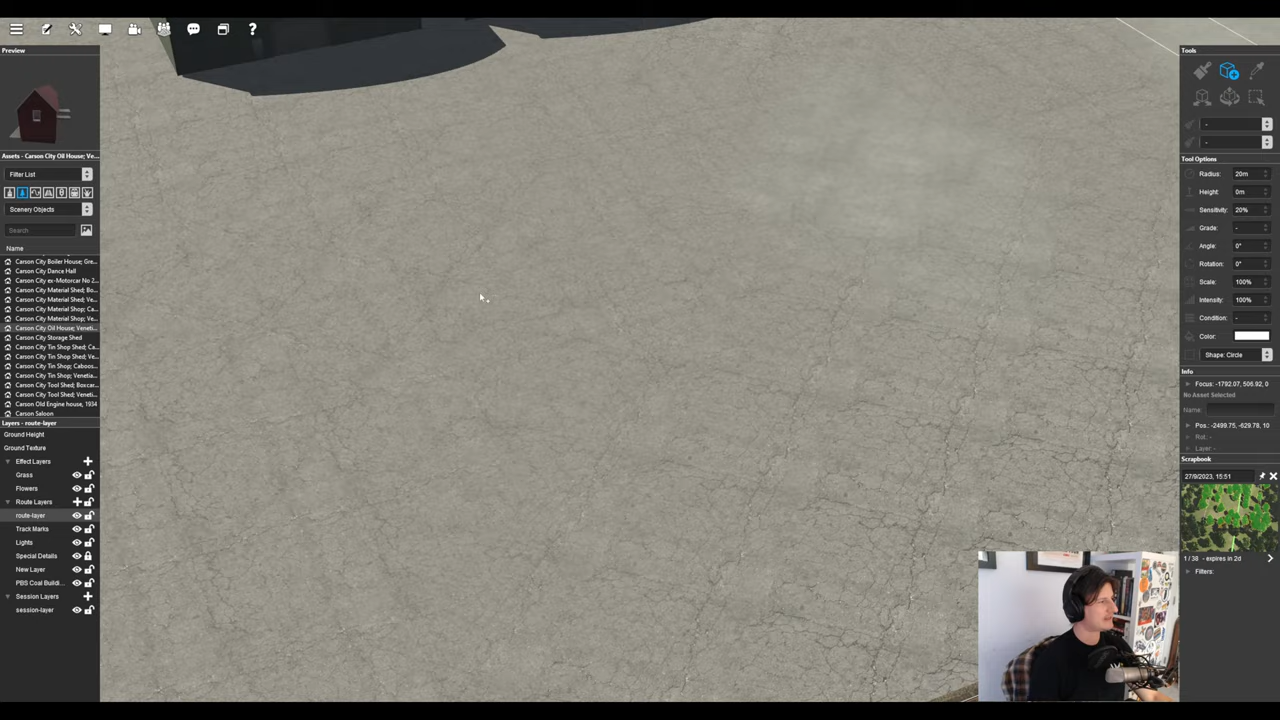 Preview
Assets - Carson City Oil House; Ve...
Filter List
Scenery Objects
Search
Name
Carson City Boiler House; Gre...
Carson City Dance Hall
Carson City ex-Motorcar No 2...
Carson City Material Shed; Bo...
Carson City Material Shed; Ve...
Carson City Material Shop; Ca...
Carson City Material Shop; Ve...
Carson City Oil House; Veneti...
Carson City Storage Shed
Carson City Tin Shop Shed; Ca...
Carson City Tin Shop Shed; Ve...
Carson City Tin Shop; Caboos...
Carson City Tin Shop; Venetia...
Carson City Tool Shed; Boxcar...
Carson City Tool Shed; Veneti...
Carson Old Engine house, 1934
Carson Saloon
Layers - route-layer
Ground Height
Ground Texture
Effect Layers
Grass
Flowers
Route Layers
route-layer
Track Marks
Lights
Special Details
New Layer
PBS Coal Buildi...
Session Layers
session-layer
Tools
-
-
Tool Options
Radius: 20m
Height: 0m
Sensitivity: 20%
Grade: -
Angle: 0°
Rotation: 0°
Scale: 100%
Intensity: 100%
Condition: -
Color:
Shape: Circle
Info
Focus: -1792.07, 506.92, 0
No Asset Selected
Name:
Pos.: -2499.75, -629.78, 10
Rot.: -
Layer: -
Scrapbook
27/9/2023, 15:51
1 / 38 - expires in 2d
Filters: